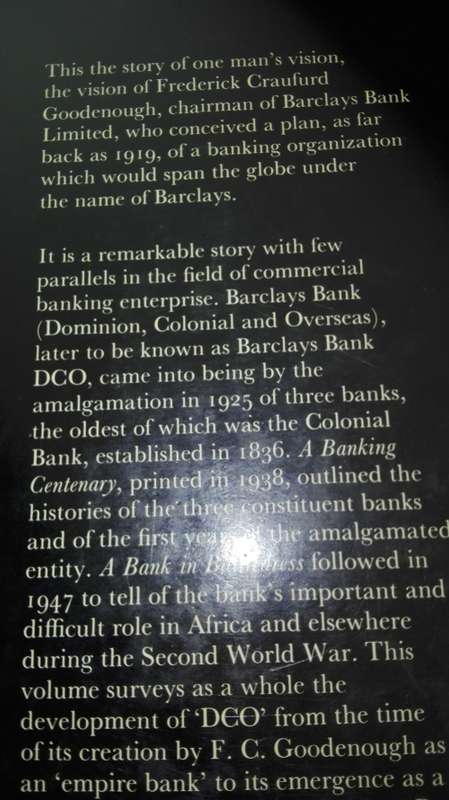 This the story of one man's vision,
the vision of Frederick Craufurd
Goodenough, chairman of Barclays Bank
Limited, who conceived a plan, as far
back as 1919, of a banking organization
which would span the globe under
the name of Barclays.
It is a remarkable story with few
parallels in the field of commercial
banking enterprise. Barclays Bank
(Dominion, Colonial and Overseas),
later to be known as Barclays Bank
DCO, came into being by the
amalgamation in 1925 of three banks,
the oldest of which was the Colonial
Bank, established in 1836. A Banking
Centenary, printed in 1938, outlined the
histories of the three constituent banks
and of the first the amalgamated
entity. A Bank in followed in
1947 to tell of the bank's important and
difficult role in Africa and elsewhere
during the Second World War. This
volume surveys as a whole the
development of 'DCO' from the time
of its creation by F. C. Goodenough as
an 'empire bank' to its emergence as a